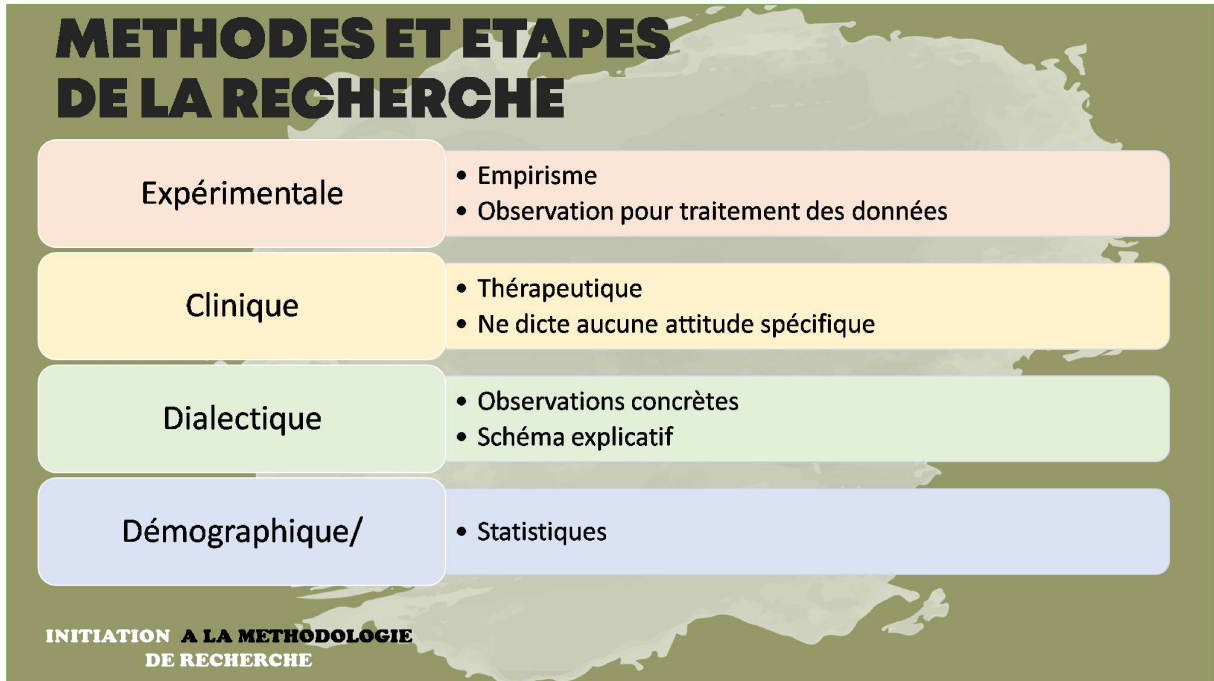 METHODES ET ETAPES
DE LA RECHERCHE
Expérimentale
• Empirisme
• Observation pour traitement des données
Clinique
• Thérapeutique
• Ne dicte aucune attitude spécifique
Dialectique
• Observations concrètes
• Schéma explicatif
Démographique/
• Statistiques
INITIATION A LA METHODOLOGIE
DE RECHERCHE